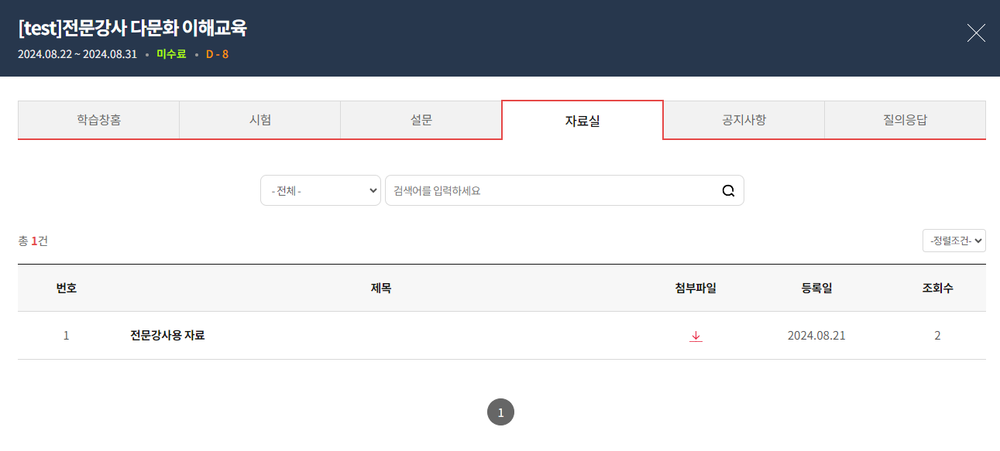 [test]전문강사 다문화 이해교육
2024.08.22 ~ 2024.08.31 • 미수료 • D - 8
학습창홈 시험 설문 자료실 공지사항 질의응답
- 전체 - 검색어를 입력하세요
총 1건 -정렬조건-
번호 제목 첨부파일 등록일 조회수
1 전문강사용 자료 2024.08.21 2
1